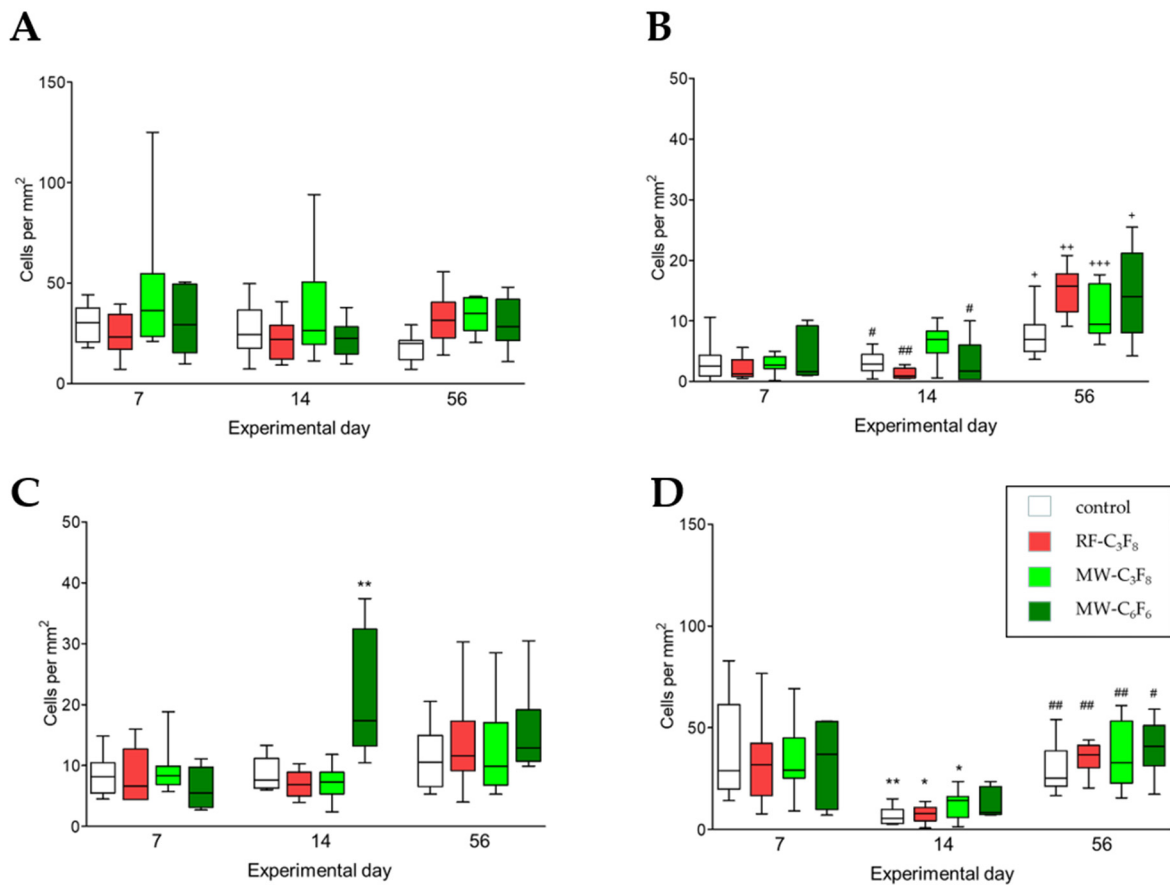 A
150
100
50
0
Cells per mm²
7 14 56
Experimental day
B
50
40
30
20
10
0
Cells per mm²
# ## # + ++ +++ +
7 14 56
Experimental day
C
50
40
30
20
10
0
Cells per mm²
**
7 14 56
Experimental day
D
150
100
50
0
Cells per mm²
** * * ## ## ## #
7 14 56
Experimental day
control
RF-C₃F₈
MW-C₃F₈
MW-C₆F₆